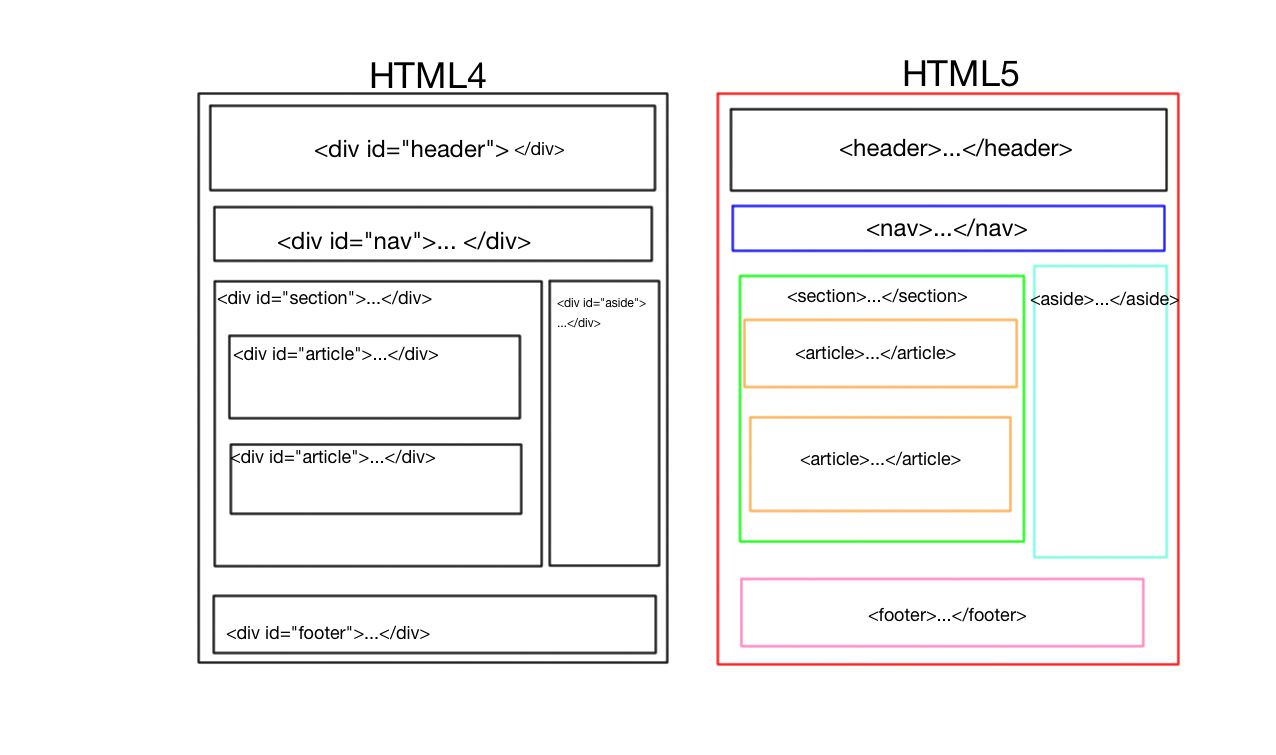 HTML4
<div id="header"> </div>
<div id="nav">... </div>
<div id="section">...</div>
<div id="article">...</div>
<div id="article">...</div>
<div id="aside">
...</div>
<div id="footer">...</div>
HTML5
<header>...</header>
<nav>...</nav>
<section>...</section>
<article>...</article>
<article>...</article>
<aside>...</aside>
<footer>...</footer>